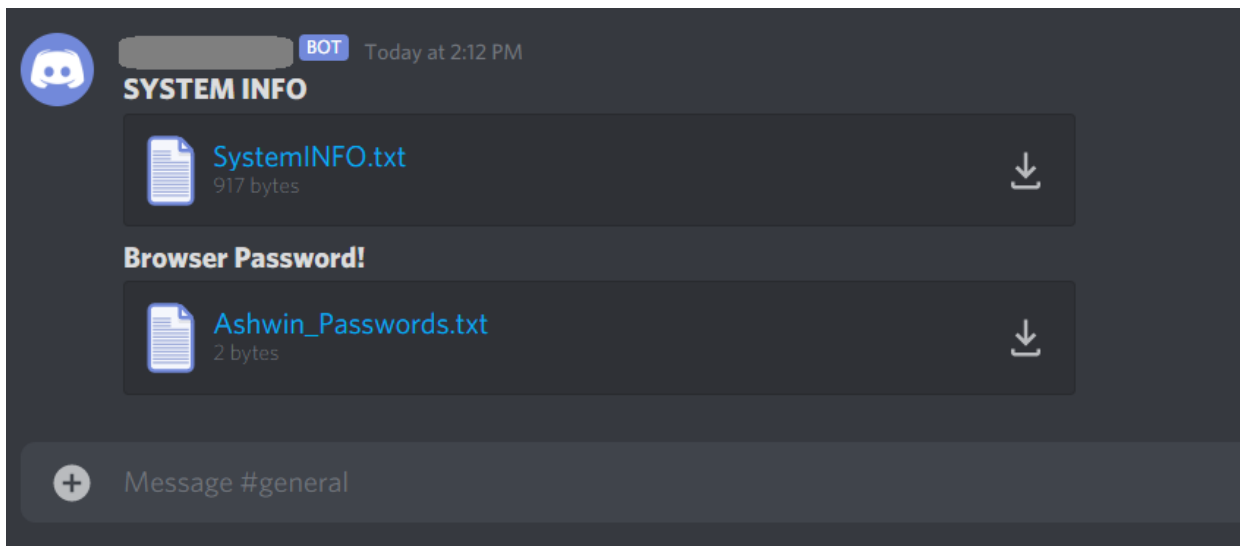 BOT Today at 2:12 PM
SYSTEM INFO
SystemINFO.txt
917 bytes
Browser Password!
Ashwin_Passwords.txt
2 bytes
Message #general